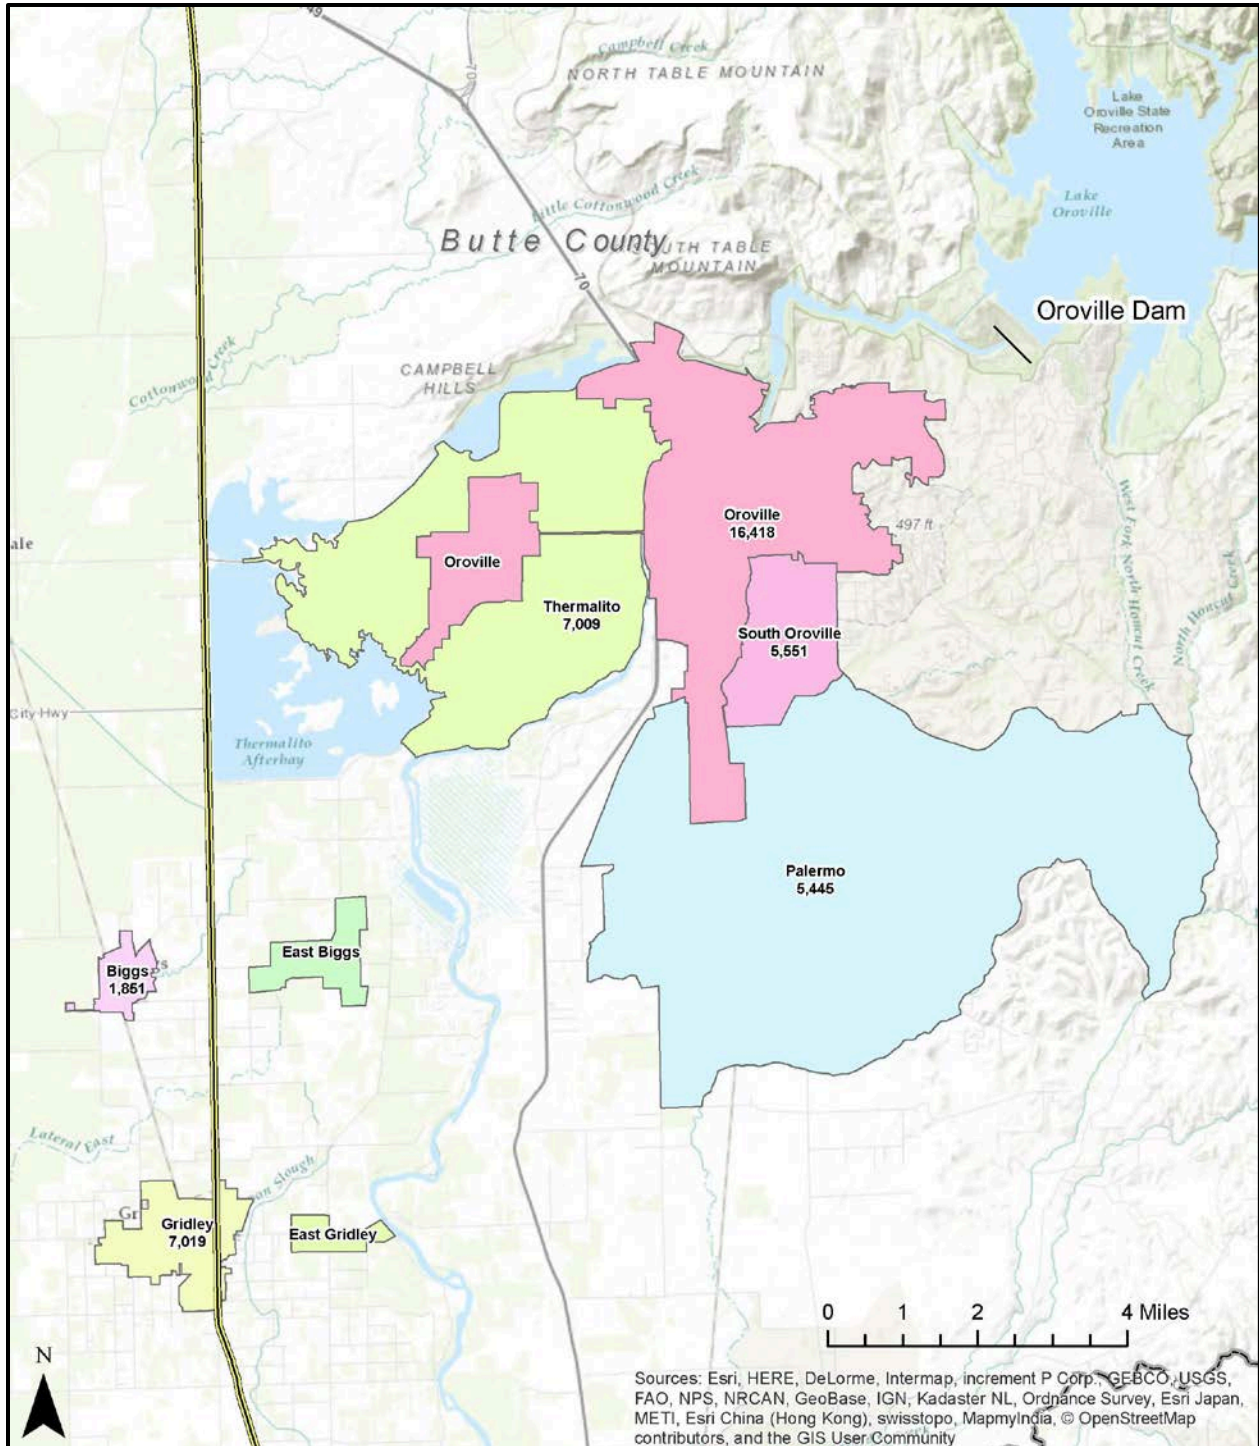 49
Campbell Creek
70
NORTH TABLE MOUNTAIN
Lake
Oroville State
Recreation
Area
Little Cottonwood Creek
Lake
Oroville
Butte County
UTH TABLE
MOUNTAIN
70
Oroville Dam
Cottonwood Creek
CAMPBELL
HILLS
Oroville
16,418
497 ft
West Fork North Honcut Creek
ale
Oroville
Thermalito
7,009
North Honcut Creek
South Oroville
5,551
City Hwy
Thermalito
Afterbay
Palermo
5,445
East Biggs
Biggs
1,851
Lateral East
son Slough
Gr
Gridley
7,019
East Gridley
0 1 2 4 Miles
N
Sources: Esri, HERE, DeLorme, Intermap, increment P Corp., GEBCO, USGS,
FAO, NPS, NRCAN, GeoBase, IGN, Kadaster NL, Ordnance Survey, Esri Japan,
METI, Esri China (Hong Kong), swisstopo, MapmyIndia, © OpenStreetMap
contributors, and the GIS User Community